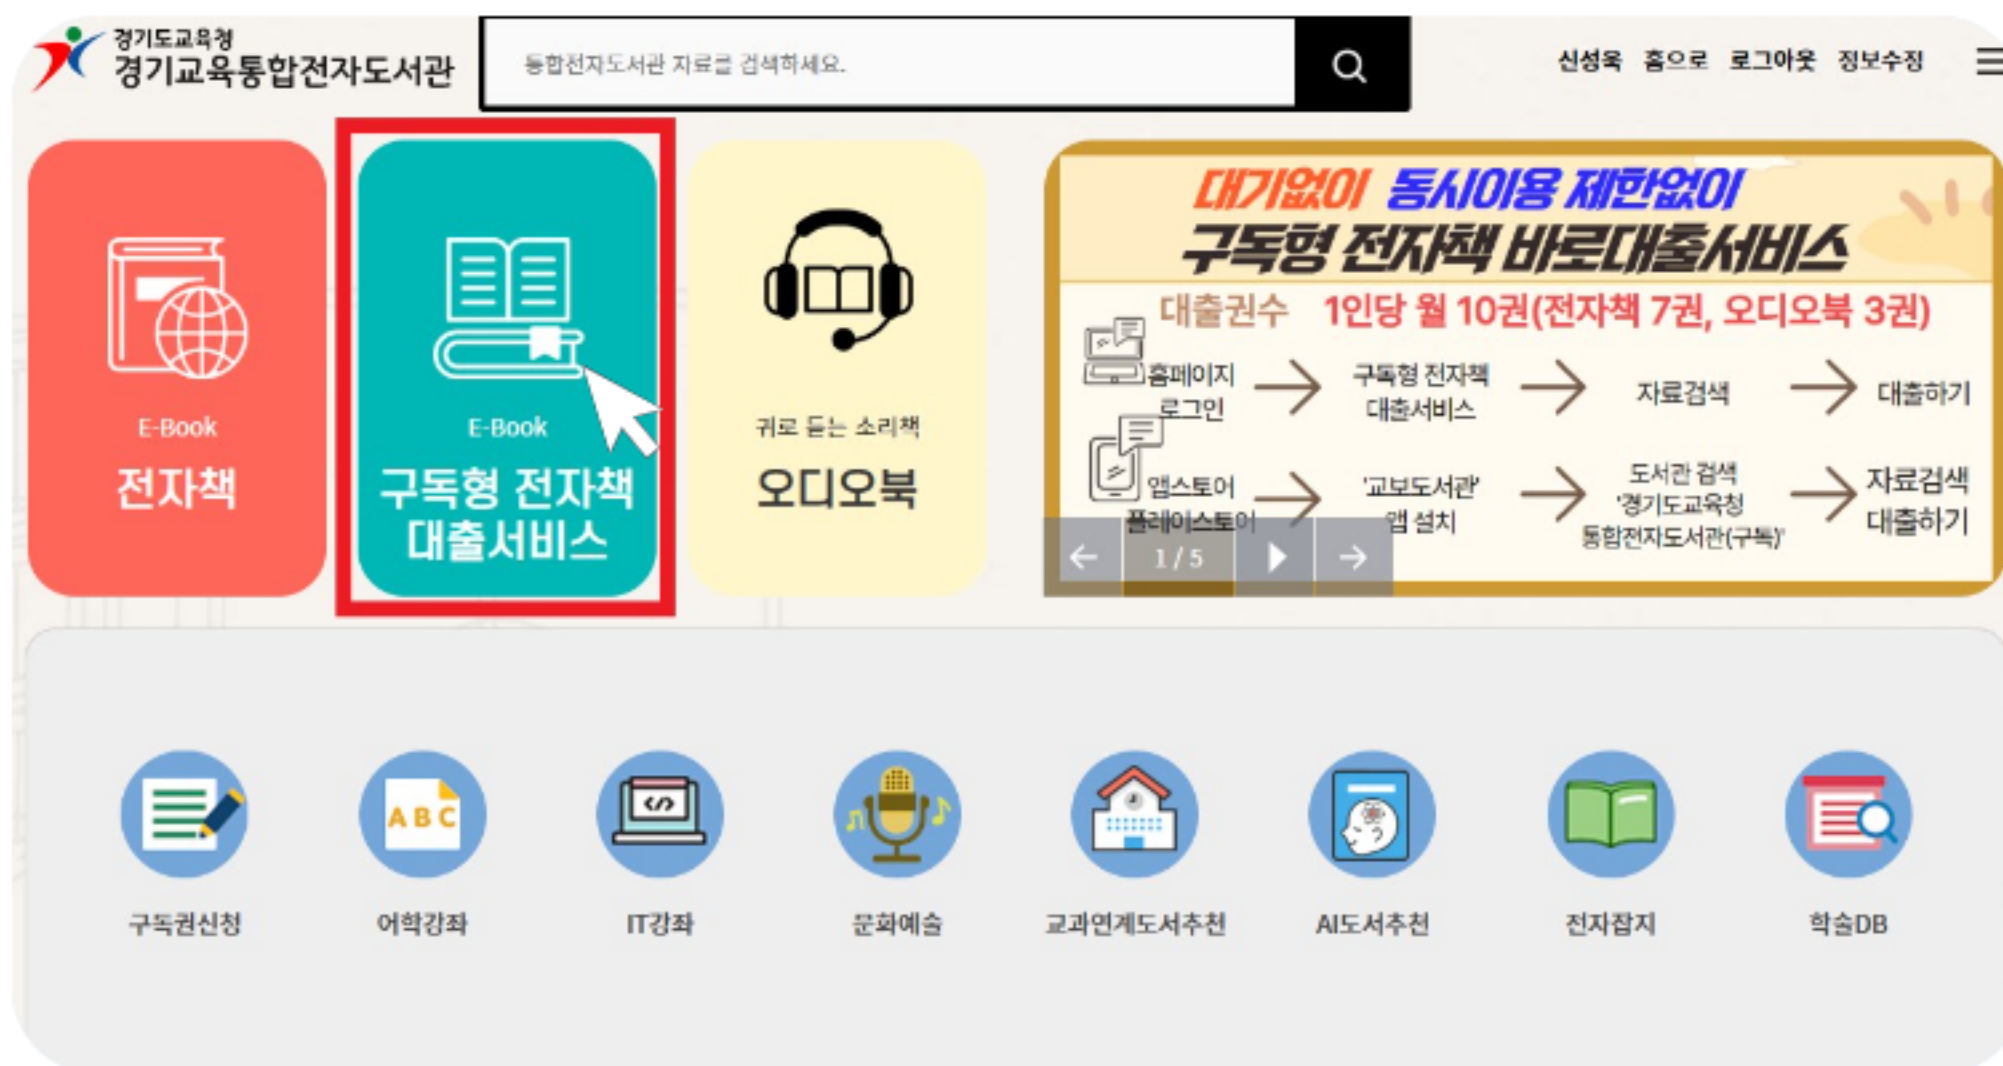 경기도교육청
경기교육통합전자도서관
통합전자도서관 자료를 검색하세요.
신성욱 홈으로 로그아웃 정보수정
E-Book
전자책
E-Book
구독형 전자책
대출서비스
귀로 듣는 소리책
오디오북
대기없이 동시이용 제한없이
구독형 전자책 바로대출서비스
대출권수 1인당 월 10권(전자책 7권, 오디오북 3권)
홈페이지
로그인
구독형 전자책
대출서비스
자료검색
대출하기
앱스토어
플레이스토어
'교보도서관'
앱 설치
도서관 검색
'경기도교육청
통합전자도서관(구독)'
자료검색
대출하기
1 / 5
구독권신청
ABC
어학강좌
</>
IT강좌
문화예술
교과연계도서추천
AI도서추천
전자잡지
학술DB